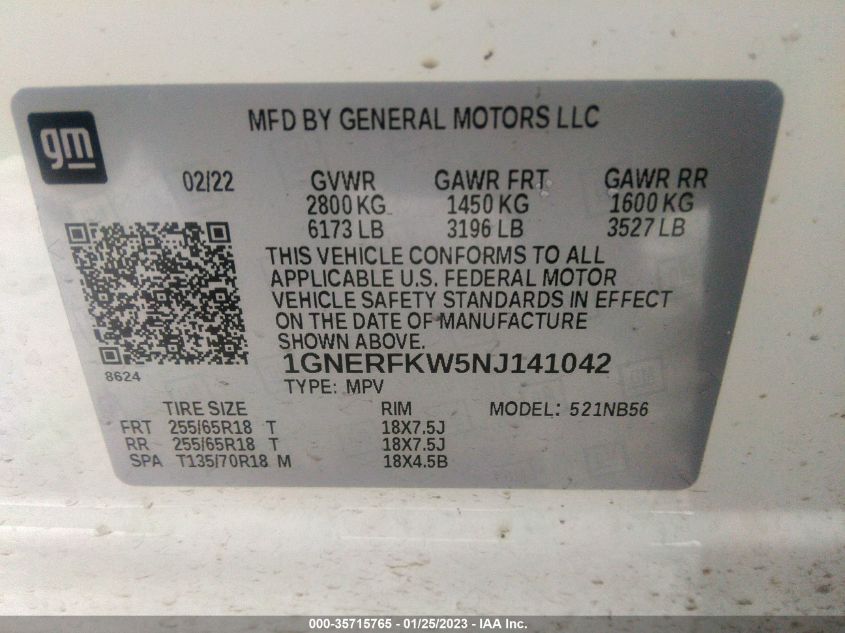 gm
MFD BY GENERAL MOTORS LLC
02/22 GVWR GAWR FRT GAWR RR
2800 KG 1450 KG 1600 KG
6173 LB 3196 LB 3527 LB
THIS VEHICLE CONFORMS TO ALL
APPLICABLE U.S. FEDERAL MOTOR
VEHICLE SAFETY STANDARDS IN EFFECT
ON THE DATE OF MANUFACTURE
SHOWN ABOVE.
8624
1GNERFKW5NJ141042
TYPE: MPV
TIRE SIZE RIM MODEL: 521NB56
FRT 255/65R18 T 18X7.5J
RR 255/65R18 T 18X7.5J
SPA T135/70R18 M 18X4.5B
000-35715765 - 01/25/2023 - IAA Inc.